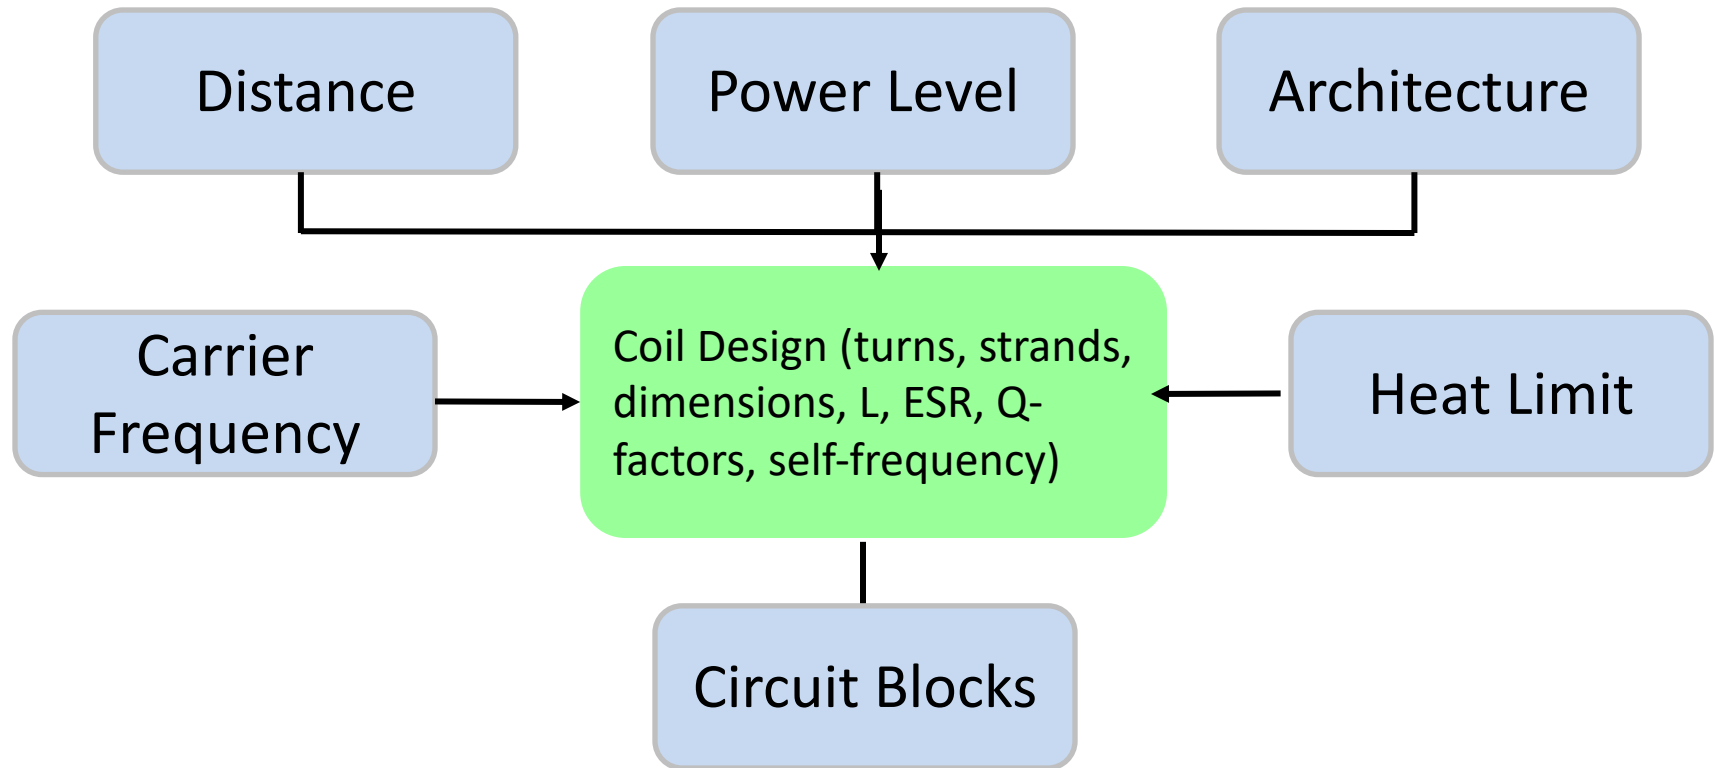 Distance
Power Level
Architecture
Carrier
Frequency
Coil Design (turns, strands,
dimensions, L, ESR, Q-
factors, self-frequency)
Heat Limit
Circuit Blocks